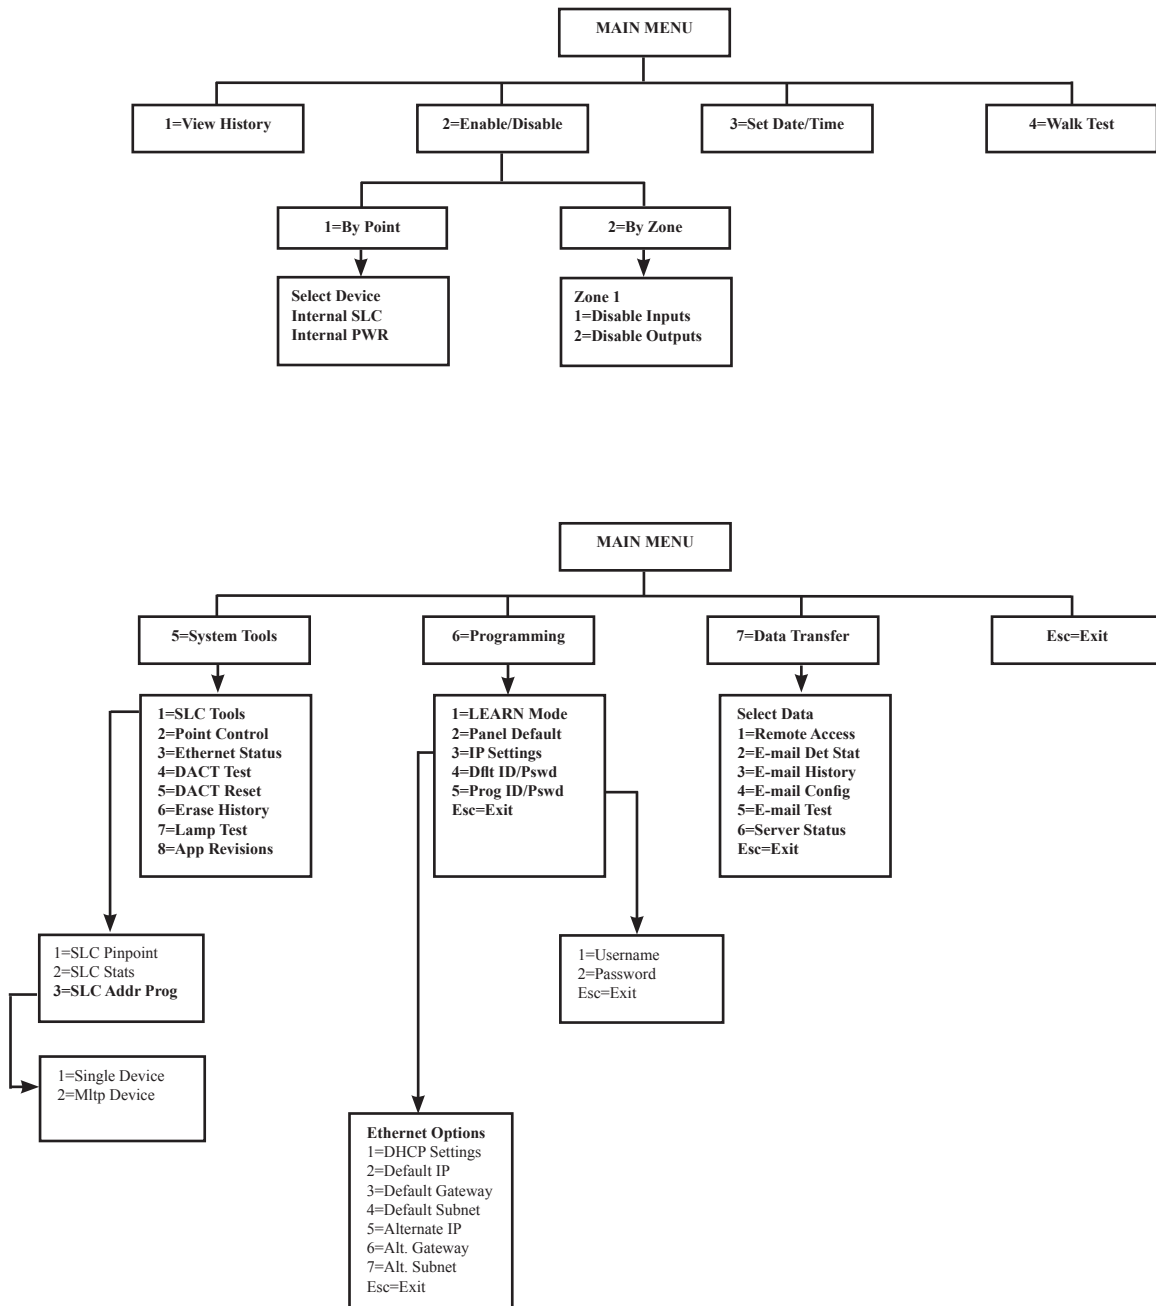 MAIN MENU
1=View History
2=Enable/Disable
3=Set Date/Time
4=Walk Test
1=By Point
2=By Zone
Select Device
Internal SLC
Internal PWR
Zone 1
1=Disable Inputs
2=Disable Outputs
MAIN MENU
5=System Tools
6=Programming
7=Data Transfer
Esc=Exit
1=SLC Tools
2=Point Control
3=Ethernet Status
4=DACT Test
5=DACT Reset
6=Erase History
7=Lamp Test
8=App Revisions
1=LEARN Mode
2=Panel Default
3=IP Settings
4=Dflt ID/Pswd
5=Prog ID/Pswd
Esc=Exit
Select Data
1=Remote Access
2=E-mail Det Stat
3=E-mail History
4=E-mail Config
5=E-mail Test
6=Server Status
Esc=Exit
1=SLC Pinpoint
2=SLC Stats
3=SLC Addr Prog
1=Username
2=Password
Esc=Exit
1=Single Device
2=Mltp Device
Ethernet Options
1=DHCP Settings
2=Default IP
3=Default Gateway
4=Default Subnet
5=Alternate IP
6=Alt. Gateway
7=Alt. Subnet
Esc=Exit